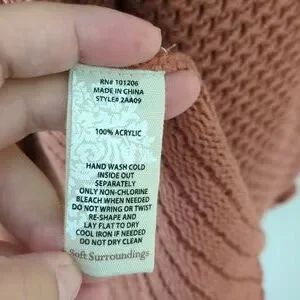 RN# 101206
MADE IN CHINA
STYLE# 2AA09
100% ACRYLIC
HAND WASH COLD
INSIDE OUT
SEPARATELY
ONLY NON-CHLORINE
BLEACH WHEN NEEDED
DO NOT WRING OR TWIST
RE-SHAPE AND
LAY FLAT TO DRY
COOL IRON IF NEEDED
DO NOT DRY CLEAN
Soft Surroundings